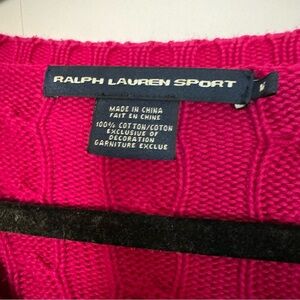 RALPH LAUREN SPORT
MADE IN CHINA
FAIT EN CHINE
100% COTTON/COTON
EXCLUSIVE OF
DECORATION
GARNITURE EXCLUE